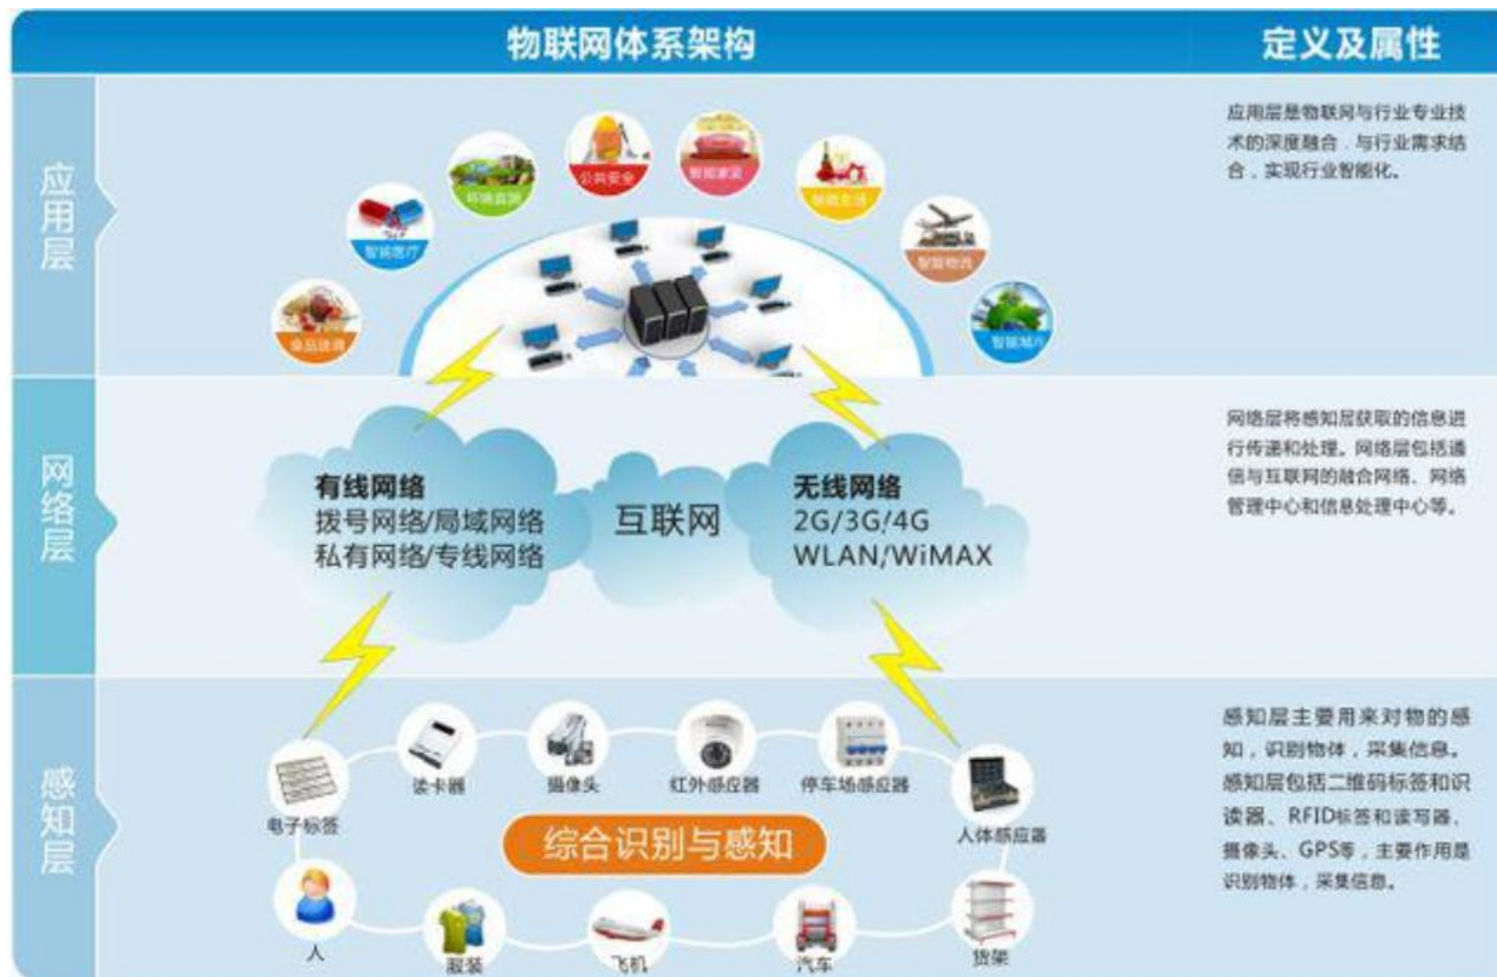 物联网体系架构
定义及属性
应用层
应用层是物联网与行业专业技
术的深度融合,与行业需求结
合,实现行业智能化。
食品追溯
智能医疗
环境监测
公共安全
智能家居
智能生活
智能物流
智能城市
网络层
有线网络
拨号网络/局域网络
私有网络/专线网络
互联网
无线网络
2G/3G/4G
WLAN/WiMAX
网络层将感知层获取的信息进
行传递和处理。网络层包括通
信与互联网的融合网络、网络
管理中心和信息处理中心等。
感知层
电子标签
读卡器
摄像头
红外感应器
停车场感应器
人体感应器
综合识别与感知
人
服装
飞机
汽车
货架
感知层主要用来对物的感
知,识别物体,采集信息。
感知层包括二维码标签和识
读器、RFID标签和读写器、
摄像头、GPS等,主要作用是
识别物体,采集信息。